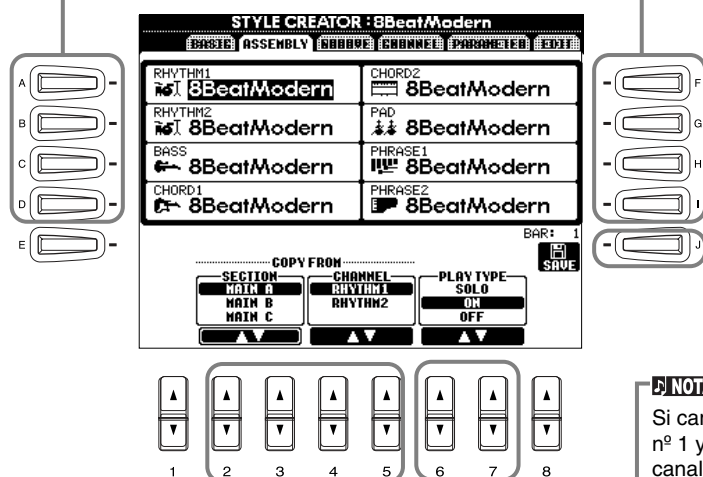 STYLE CREATOR :8BeatModern
BASIC ASSEMBLY GROOVE CHANNEL PARAMETER EDIT
RHYTHM1
8BeatModern
CHORD2
8BeatModern
RHYTHM2
8BeatModern
PAD
8BeatModern
BASS
8BeatModern
PHRASE1
8BeatModern
CHORD1
8BeatModern
PHRASE2
8BeatModern
A
B
C
D
E
F
G
H
I
J
BAR: 1
SAVE
COPY FROM
SECTION
MAIN A
MAIN B
MAIN C
CHANNEL
RHYTHM1
RHYTHM2
PLAY TYPE
SOLO
ON
OFF
1 2 3 4 5 6 7 8
Si
nº 1 y
canal